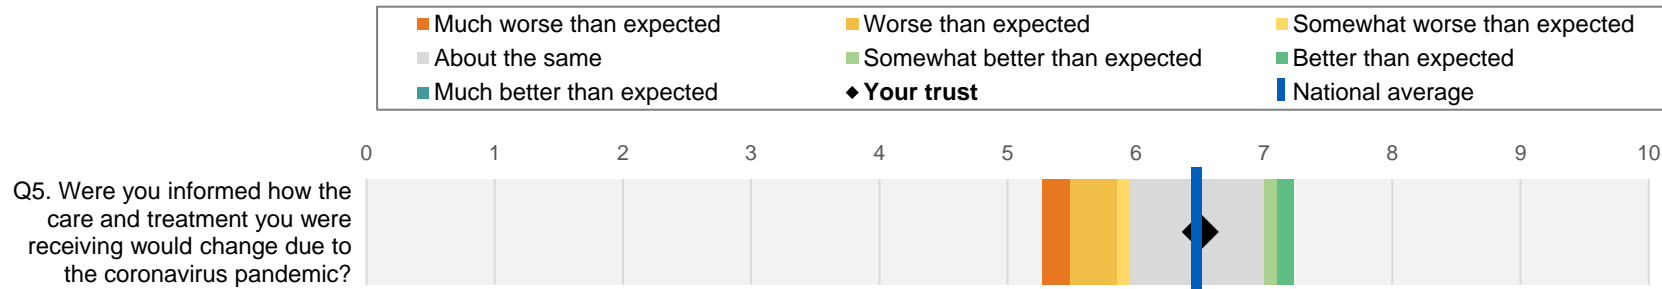 Much worse than expected Worse than expected Somewhat worse than expected
About the same Somewhat better than expected Better than expected
Much better than expected Your trust National average
0 1 2 3 4 5 6 7 8 9 10
Q5. Were you informed how the
care and treatment you were
receiving would change due to
the coronavirus pandemic?